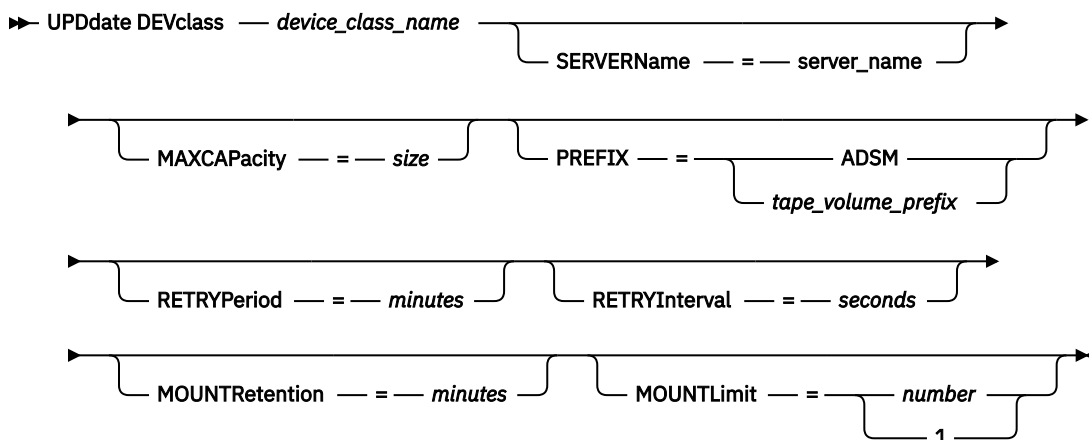 UPDdate DEVclass device_class_name
SERVERName = server_name
MAXCAPacity = size
PREFIX = ADSM
tape_volume_prefix
RETRYPeriod = minutes
RETRYInterval = seconds
MOUNTRetention = minutes
MOUNTLimit = number
1